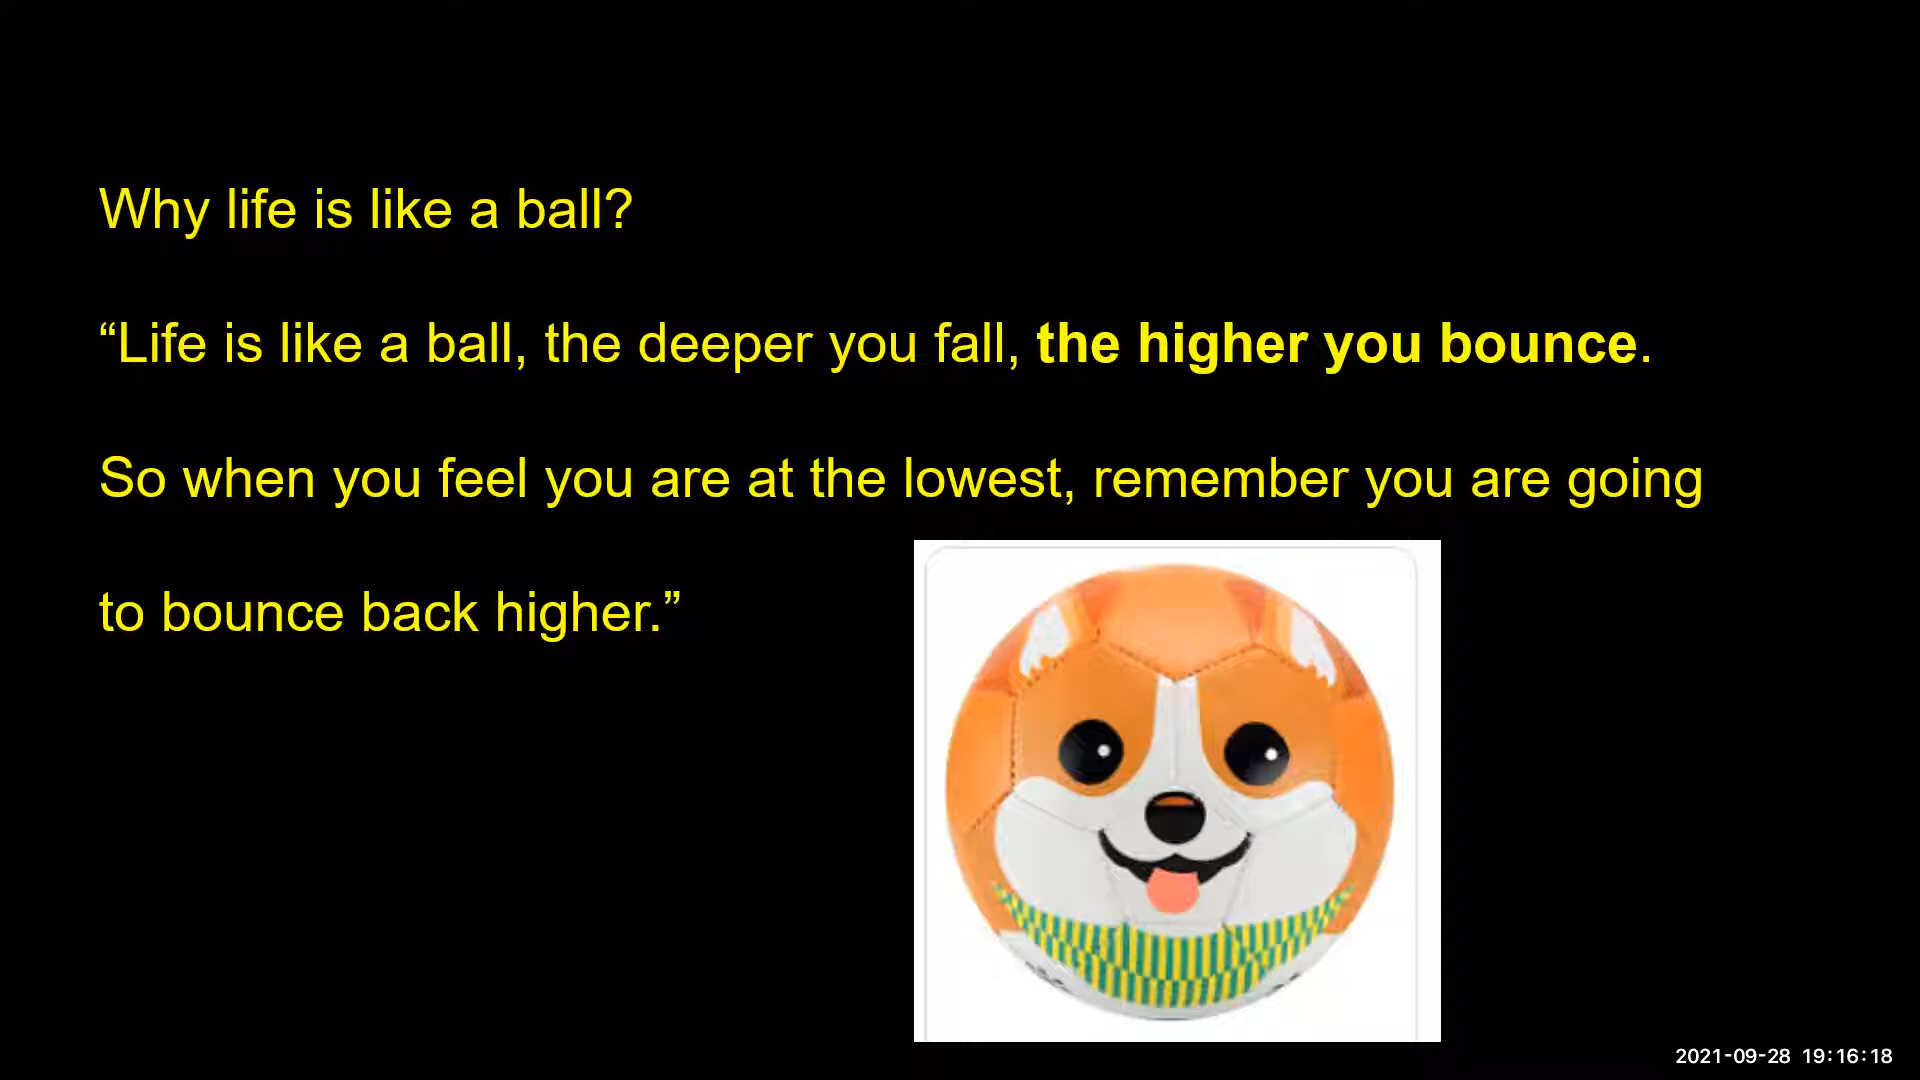 Why life is like a ball?
“Life is like a ball, the deeper you fall, the higher you bounce.
So when you feel you are at the lowest, remember you are going
to bounce back higher.”
2021-09-28 19:16:18